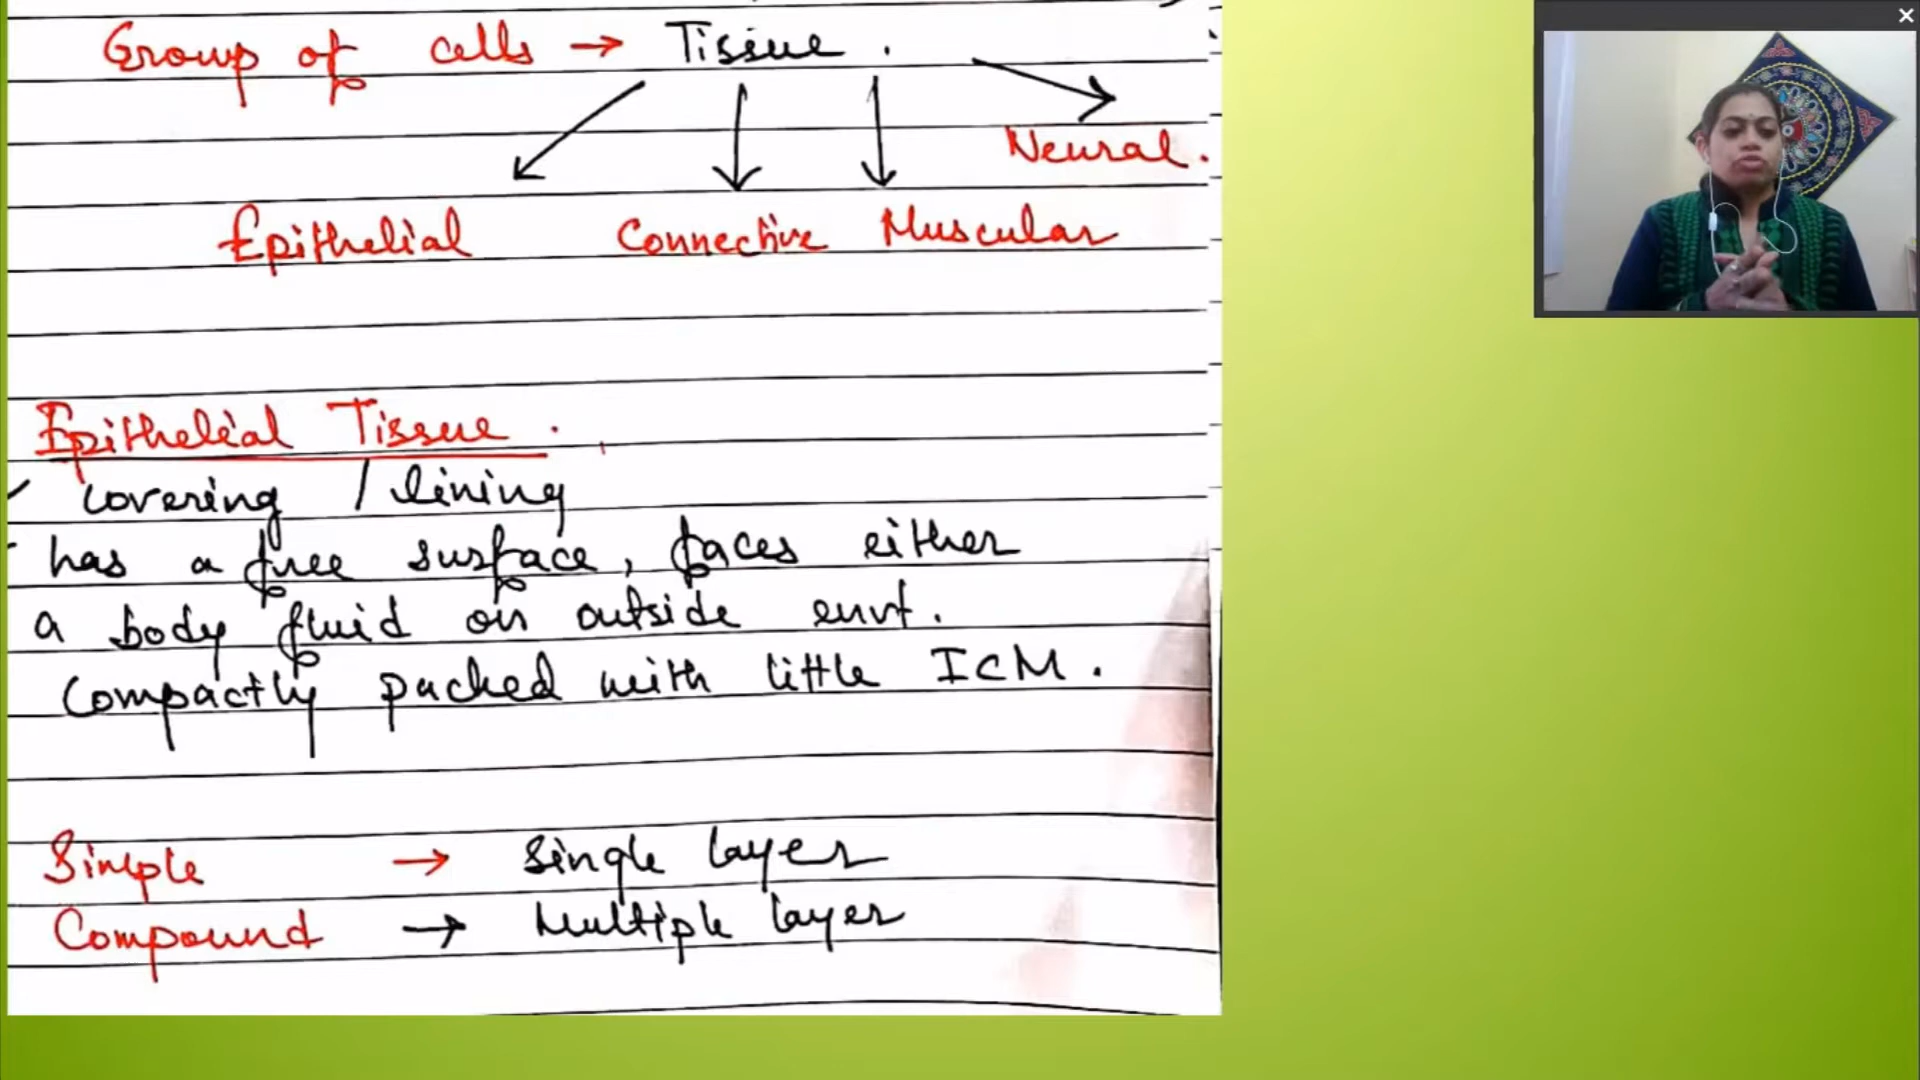 Group of cells → Tissue .
Neural.
Epithelial Connective Muscular
Epithelial Tissue .
covering / lining
has a free surface, faces either
a body fluid or outside envt.
Compactly packed with little ICM.
Simple → Single layer
Compound → Multiple layer